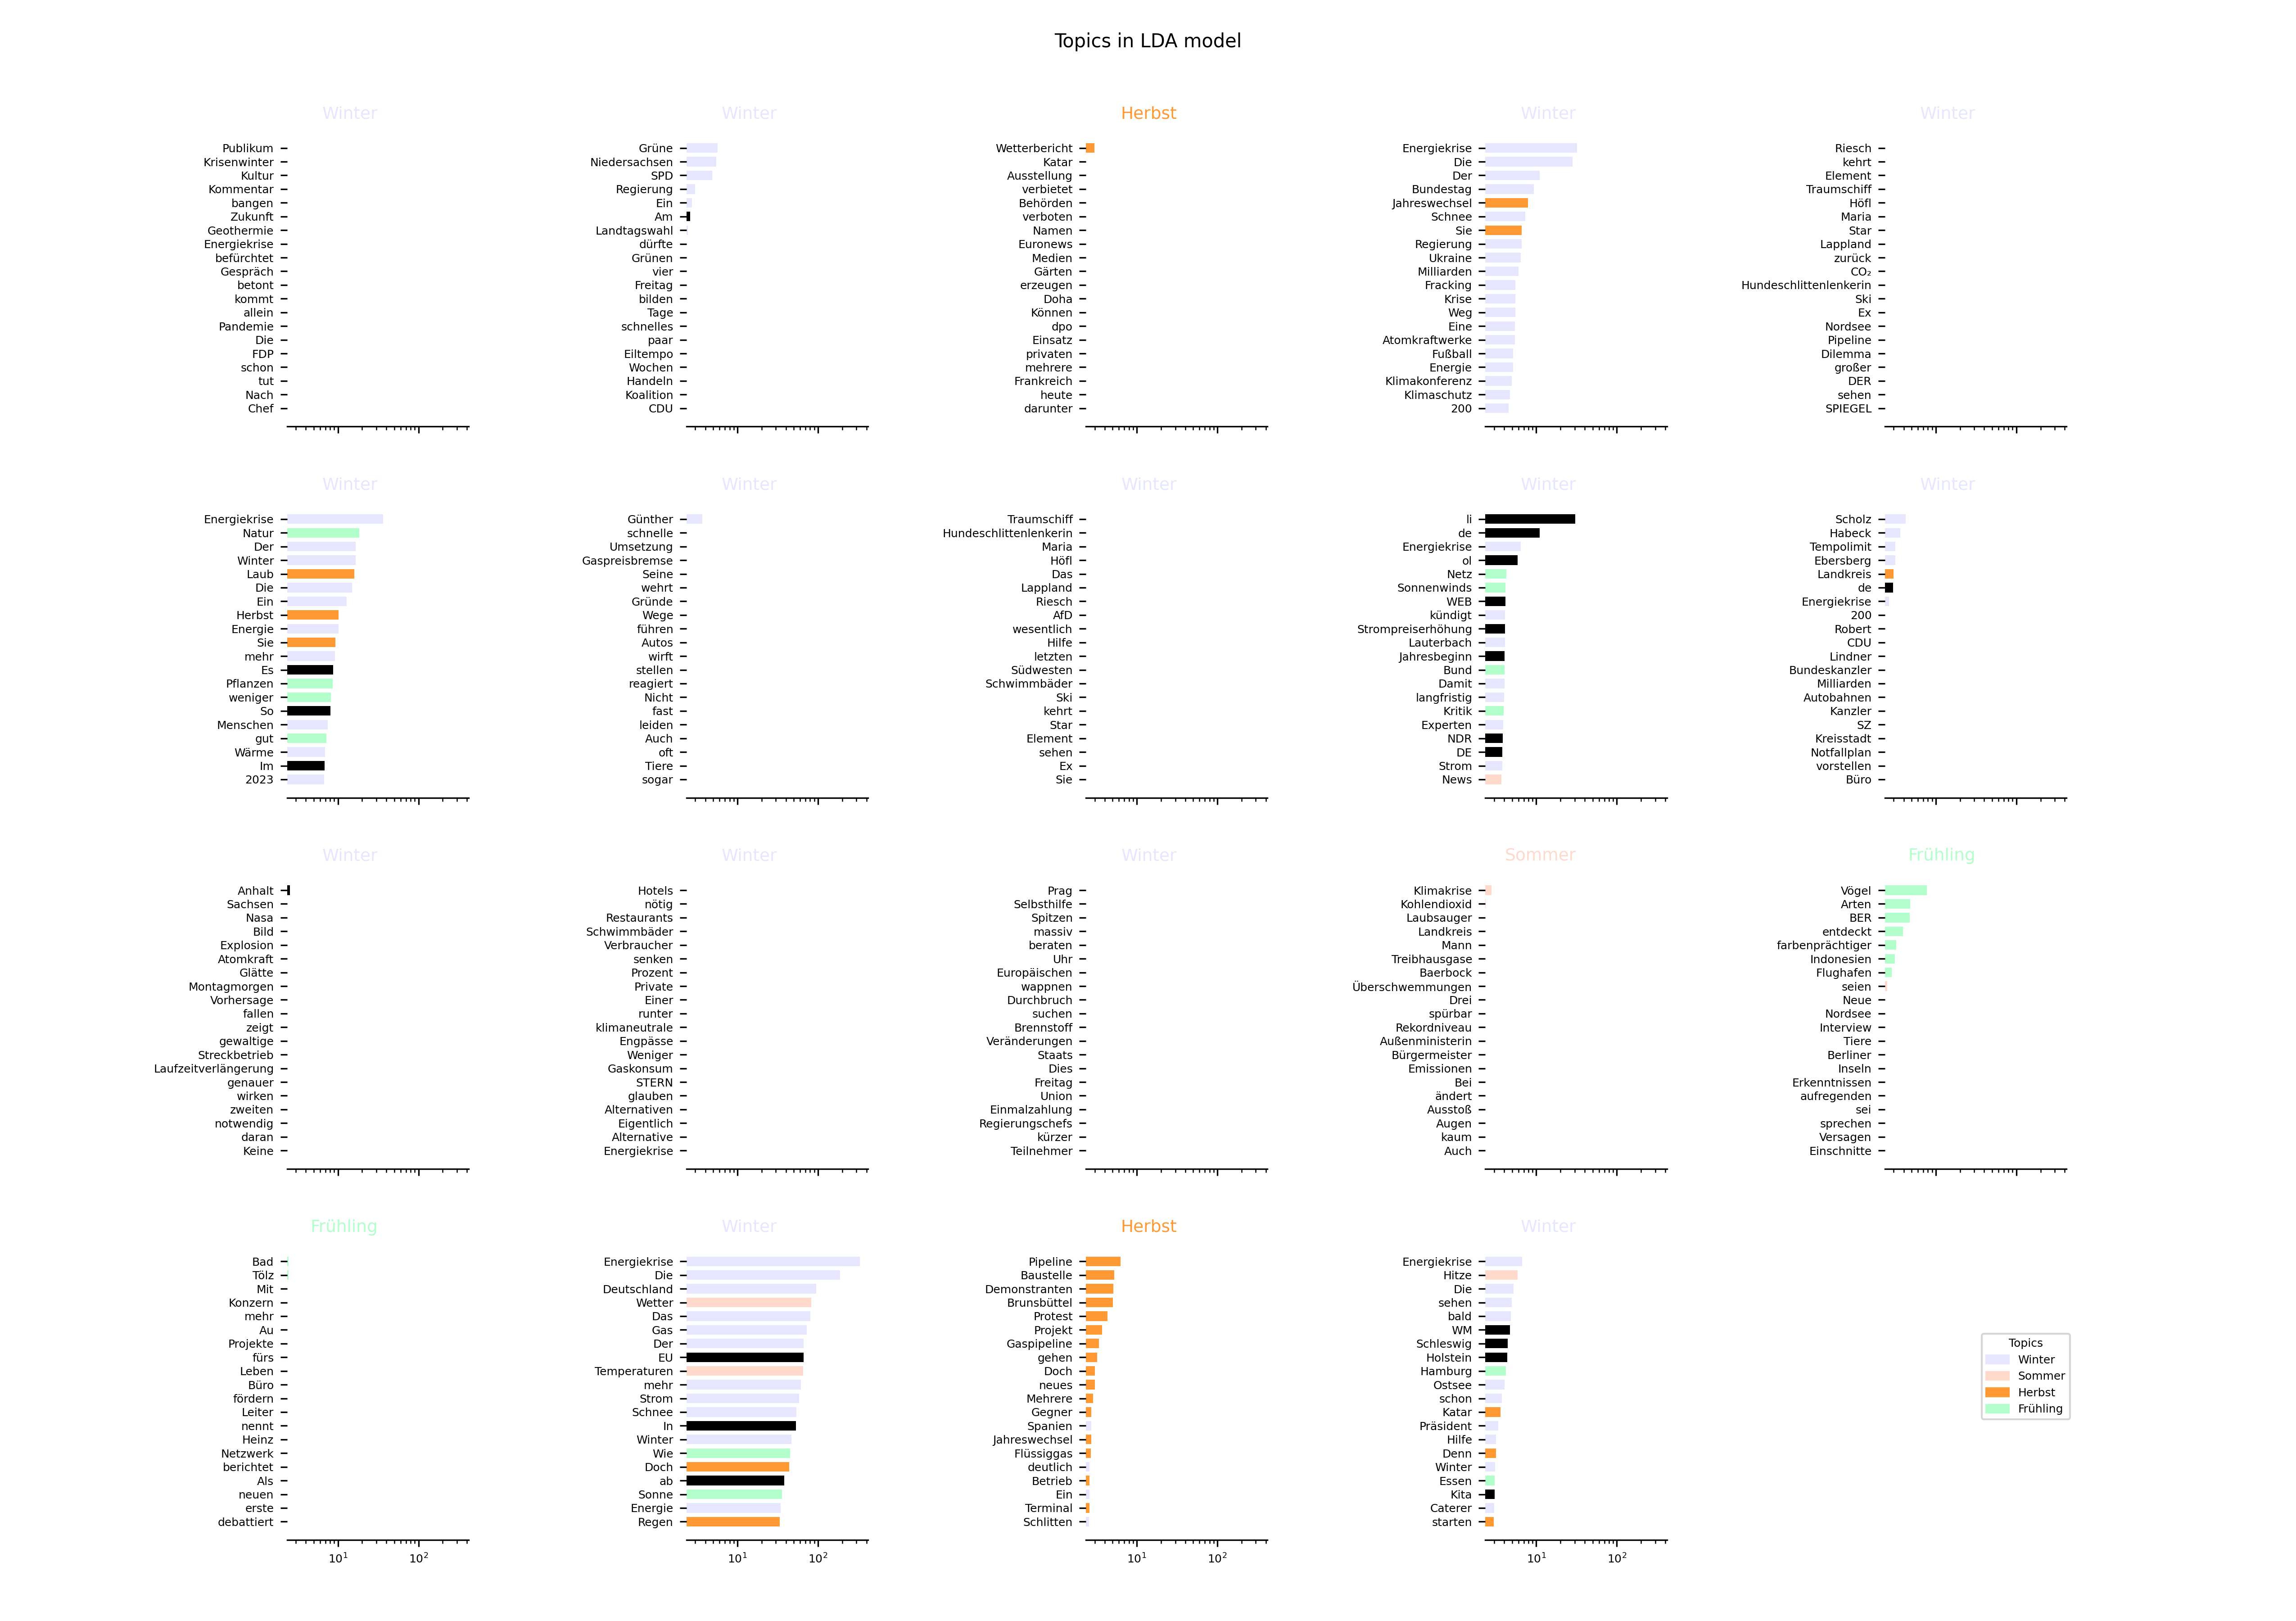 Topics in LDA model
Winter
Publikum
Krisenwinter
Kultur
Kommentar
bangen
Zukunft
Geothermie
Energiekrise
befürchtet
Gespräch
betont
kommt
allein
Pandemie
Die
FDP
schon
tut
Nach
Chef
Winter
Grüne
Niedersachsen
SPD
Regierung
Ein
Am
Landtagswahl
dürfte
Grünen
vier
Freitag
bilden
Tage
schnelles
paar
Eiltempo
Wochen
Handeln
Koalition
CDU
Herbst
Wetterbericht
Katar
Ausstellung
verbietet
Behörden
verboten
Namen
Euronews
Medien
Gärten
erzeugen
Doha
Können
dpo
Einsatz
privaten
mehrere
Frankreich
heute
darunter
Winter
Energiekrise
Die
Der
Bundestag
Jahreswechsel
Schnee
Sie
Regierung
Ukraine
Milliarden
Fracking
Krise
Weg
Eine
Atomkraftwerke
Fußball
Energie
Klimakonferenz
Klimaschutz
200
Winter
Riesch
kehrt
Element
Traumschiff
Höfl
Maria
Star
Lappland
zurück
CO₂
Hundeschlittenlenkerin
Ski
Ex
Nordsee
Pipeline
Dilemma
großer
DER
sehen
SPIEGEL
Winter
Energiekrise
Natur
Der
Winter
Laub
Die
Ein
Herbst
Energie
Sie
mehr
Es
Pflanzen
weniger
So
Menschen
gut
Wärme
Im
2023
Winter
Günther
schnelle
Umsetzung
Gaspreisbremse
Seine
wehrt
Gründe
Wege
führen
Autos
wirft
stellen
reagiert
Nicht
fast
leiden
Auch
oft
Tiere
sogar
Winter
Traumschiff
Hundeschlittenlenkerin
Maria
Höfl
Das
Lappland
Riesch
AfD
wesentlich
Hilfe
letzten
Südwesten
Schwimmbäder
Ski
kehrt
Star
Element
sehen
Ex
Sie
Winter
li
de
Energiekrise
ol
Netz
Sonnenwinds
WEB
kündigt
Strompreiserhöhung
Lauterbach
Jahresbeginn
Bund
Damit
langfristig
Kritik
Experten
NDR
DE
Strom
News
Winter
Scholz
Habeck
Tempolimit
Ebersberg
Landkreis
de
Energiekrise
200
Robert
CDU
Lindner
Bundeskanzler
Milliarden
Autobahnen
Kanzler
SZ
Kreisstadt
Notfallplan
vorstellen
Büro
Winter
Anhalt
Sachsen
Nasa
Bild
Explosion
Atomkraft
Glätte
Montagmorgen
Vorhersage
fallen
zeigt
gewaltige
Streckbetrieb
Laufzeitverlängerung
genauer
wirken
zweiten
notwendig
daran
Keine
Winter
Hotels
nötig
Restaurants
Schwimmbäder
Verbraucher
senken
Prozent
Private
Einer
runter
klimaneutrale
Engpässe
Weniger
Gaskonsum
STERN
glauben
Alternativen
Eigentlich
Alternative
Energiekrise
Winter
Prag
Selbsthilfe
Spitzen
massiv
beraten
Uhr
Europäischen
wappnen
Durchbruch
suchen
Brennstoff
Veränderungen
Staats
Dies
Freitag
Union
Einmalzahlung
Regierungschefs
kürzer
Teilnehmer
Sommer
Klimakrise
Kohlendioxid
Laubsauger
Landkreis
Mann
Treibhausgase
Baerbock
Überschwemmungen
Drei
spürbar
Rekordniveau
Außenministerin
Bürgermeister
Emissionen
Bei
ändert
Ausstoß
Augen
kaum
Auch
Frühling
Vögel
Arten
BER
entdeckt
farbenprächtiger
Indonesien
Flughafen
seien
Neue
Nordsee
Interview
Tiere
Berliner
Inseln
Erkenntnissen
aufregenden
sei
sprechen
Versagen
Einschnitte
Frühling
Bad
Tölz
Mit
Konzern
mehr
Au
Projekte
fürs
Leben
Büro
fördern
Leiter
nennt
Heinz
Netzwerk
berichtet
Als
neuen
erste
debattiert
10¹ 10²
Winter
Energiekrise
Die
Deutschland
Wetter
Das
Gas
Der
EU
Temperaturen
mehr
Strom
Schnee
In
Winter
Wie
Doch
ab
Sonne
Energie
Regen
10¹ 10²
Herbst
Pipeline
Baustelle
Demonstranten
Brunsbüttel
Protest
Projekt
Gaspipeline
gehen
Doch
neues
Mehrere
Gegner
Spanien
Jahreswechsel
Flüssiggas
deutlich
Betrieb
Ein
Terminal
Schlitten
10¹ 10²
Winter
Energiekrise
Hitze
Die
sehen
bald
WM
Schleswig
Holstein
Hamburg
Ostsee
schon
Katar
Präsident
Hilfe
Denn
Winter
Essen
Kita
Caterer
starten
10¹ 10²
Topics
Winter
Sommer
Herbst
Frühling